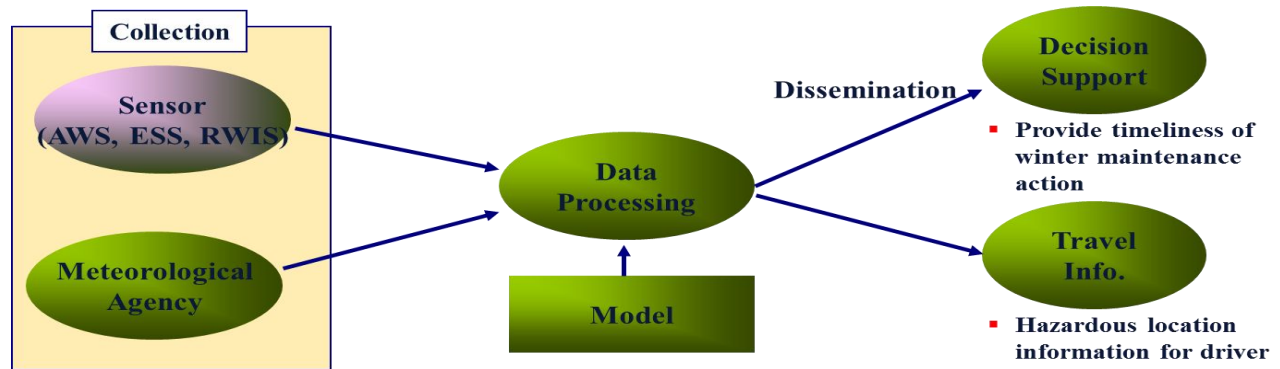 Collection
Sensor
(AWS, ESS, RWIS)
Meteorological
Agency
Data
Processing
Model
Dissemination
Decision
Support
Provide timeliness of
winter maintenance
action
Travel
Info.
Hazardous location
information for driver